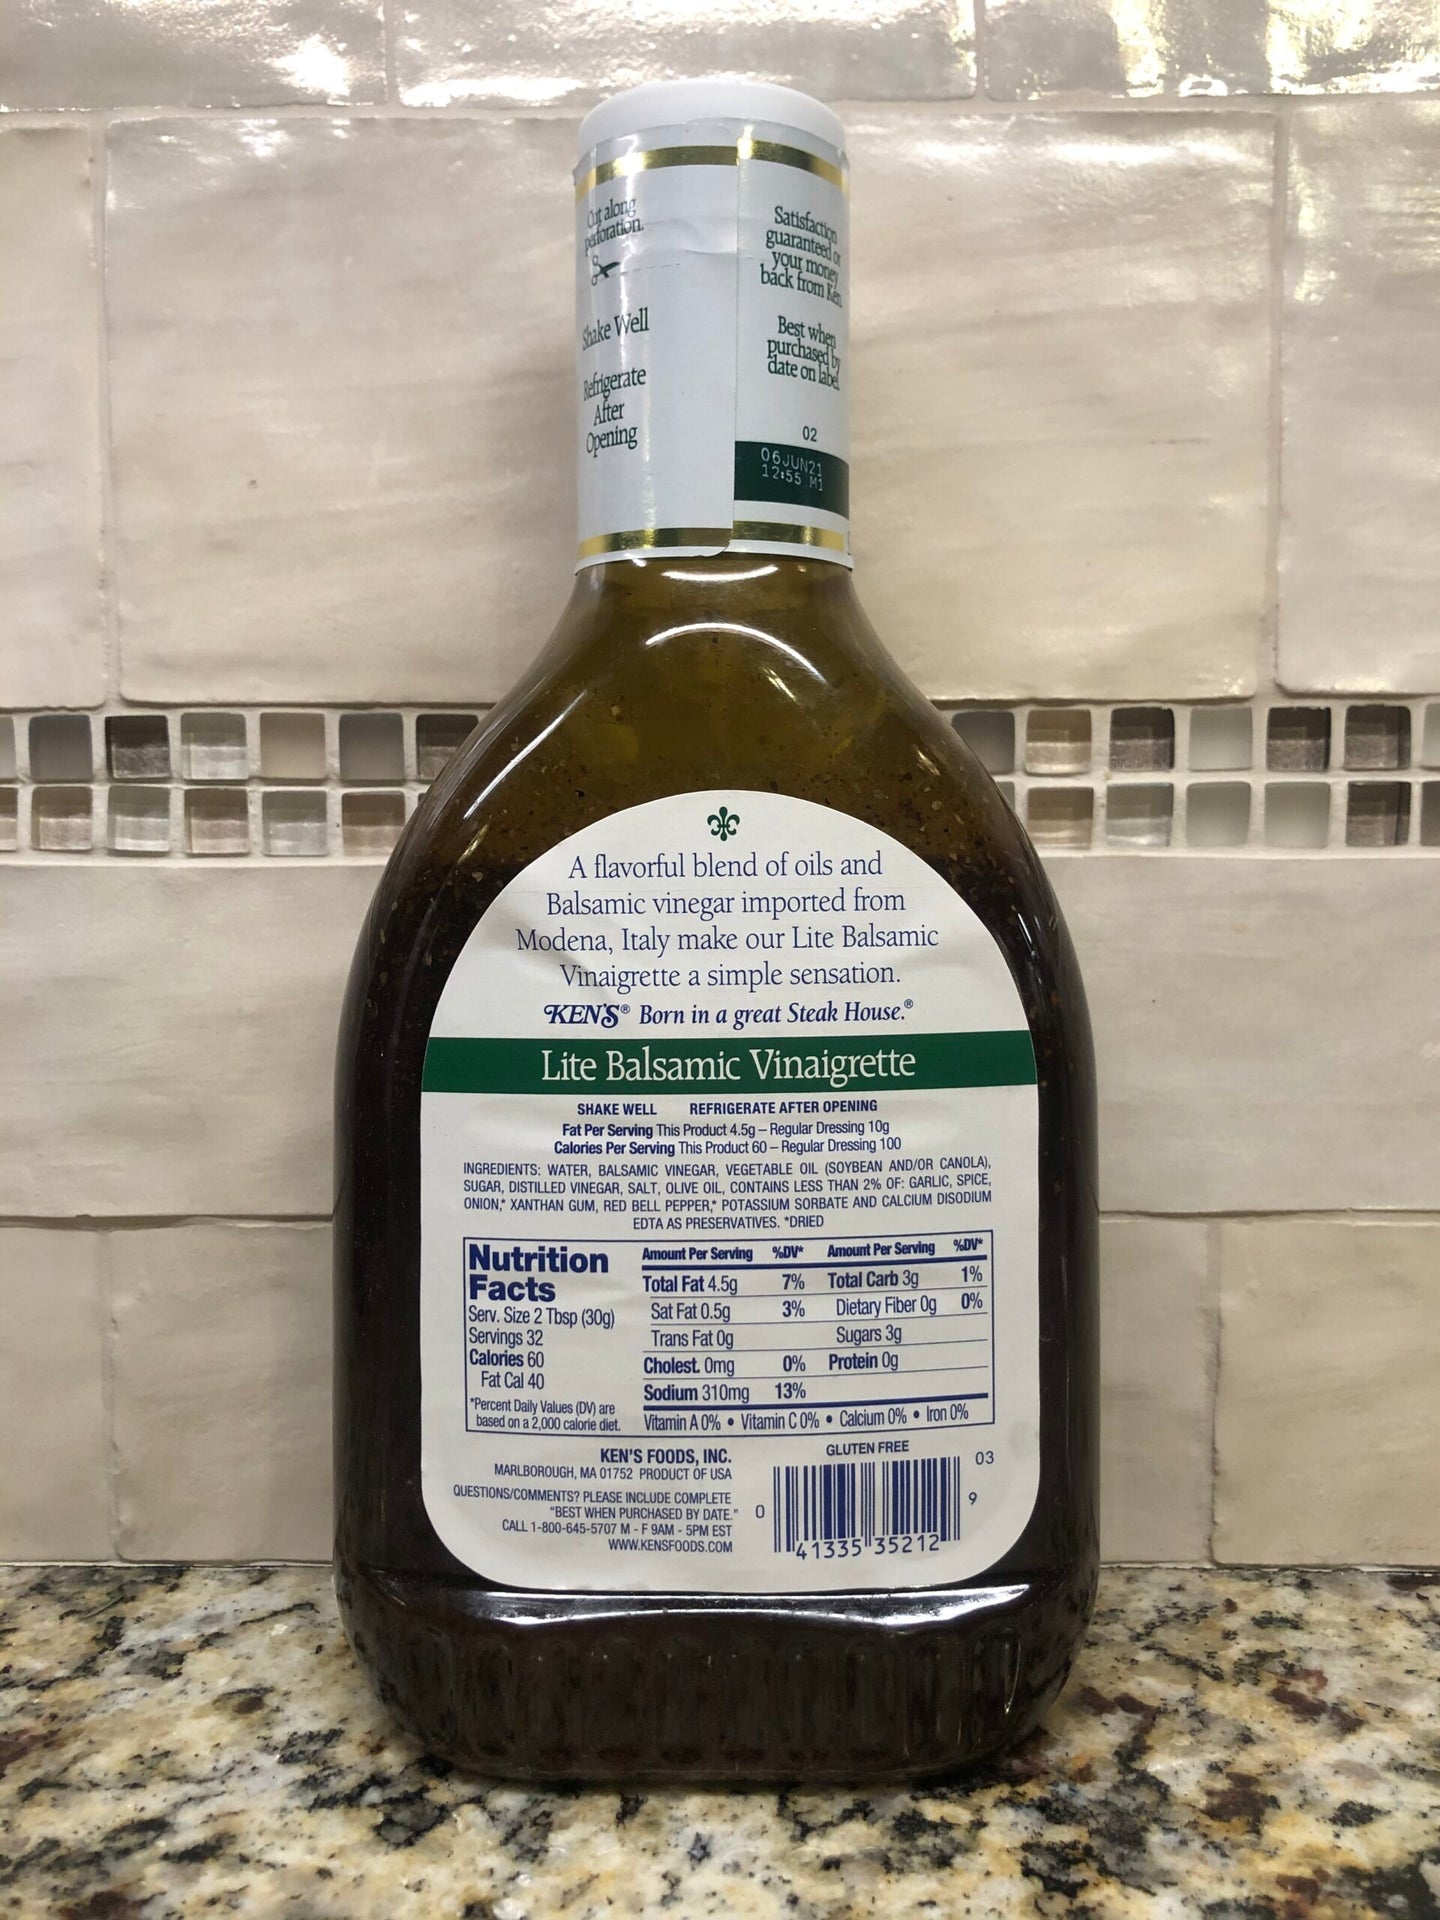 Cut along
perforation.
Shake Well
Refrigerate
After
Opening
Satisfaction
guaranteed or
your money
back from Ken.
Best when
purchased by
date on label.
02
06JUN21
12:55 M1
A flavorful blend of oils and
Balsamic vinegar imported from
Modena, Italy make our Lite Balsamic
Vinaigrette a simple sensation.
KEN'S® Born in a great Steak House.®
Lite Balsamic Vinaigrette
SHAKE WELL REFRIGERATE AFTER OPENING
Fat Per Serving This Product 4.5g – Regular Dressing 10g
Calories Per Serving This Product 60 – Regular Dressing 100
INGREDIENTS: WATER, BALSAMIC VINEGAR, VEGETABLE OIL (SOYBEAN AND/OR CANOLA),
SUGAR, DISTILLED VINEGAR, SALT, OLIVE OIL, CONTAINS LESS THAN 2% OF: GARLIC, SPICE,
ONION,* XANTHAN GUM, RED BELL PEPPER,* POTASSIUM SORBATE AND CALCIUM DISODIUM
EDTA AS PRESERVATIVES. *DRIED
Nutrition
Facts
Serv. Size 2 Tbsp (30g)
Servings 32
Calories 60
Fat Cal 40
*Percent Daily Values (DV) are
based on a 2,000 calorie diet.
Amount Per Serving %DV* Amount Per Serving %DV*
Total Fat 4.5g 7% Total Carb 3g 1%
Sat Fat 0.5g 3% Dietary Fiber 0g 0%
Trans Fat 0g Sugars 3g
Cholest. 0mg 0% Protein 0g
Sodium 310mg 13%
Vitamin A 0% • Vitamin C 0% • Calcium 0% • Iron 0%
KEN'S FOODS, INC.
MARLBOROUGH, MA 01752 PRODUCT OF USA
QUESTIONS/COMMENTS? PLEASE INCLUDE COMPLETE
"BEST WHEN PURCHASED BY DATE."
CALL 1-800-645-5707 M - F 9AM - 5PM EST
WWW.KENSFOODS.COM
GLUTEN FREE
03
0 41335 35212 9